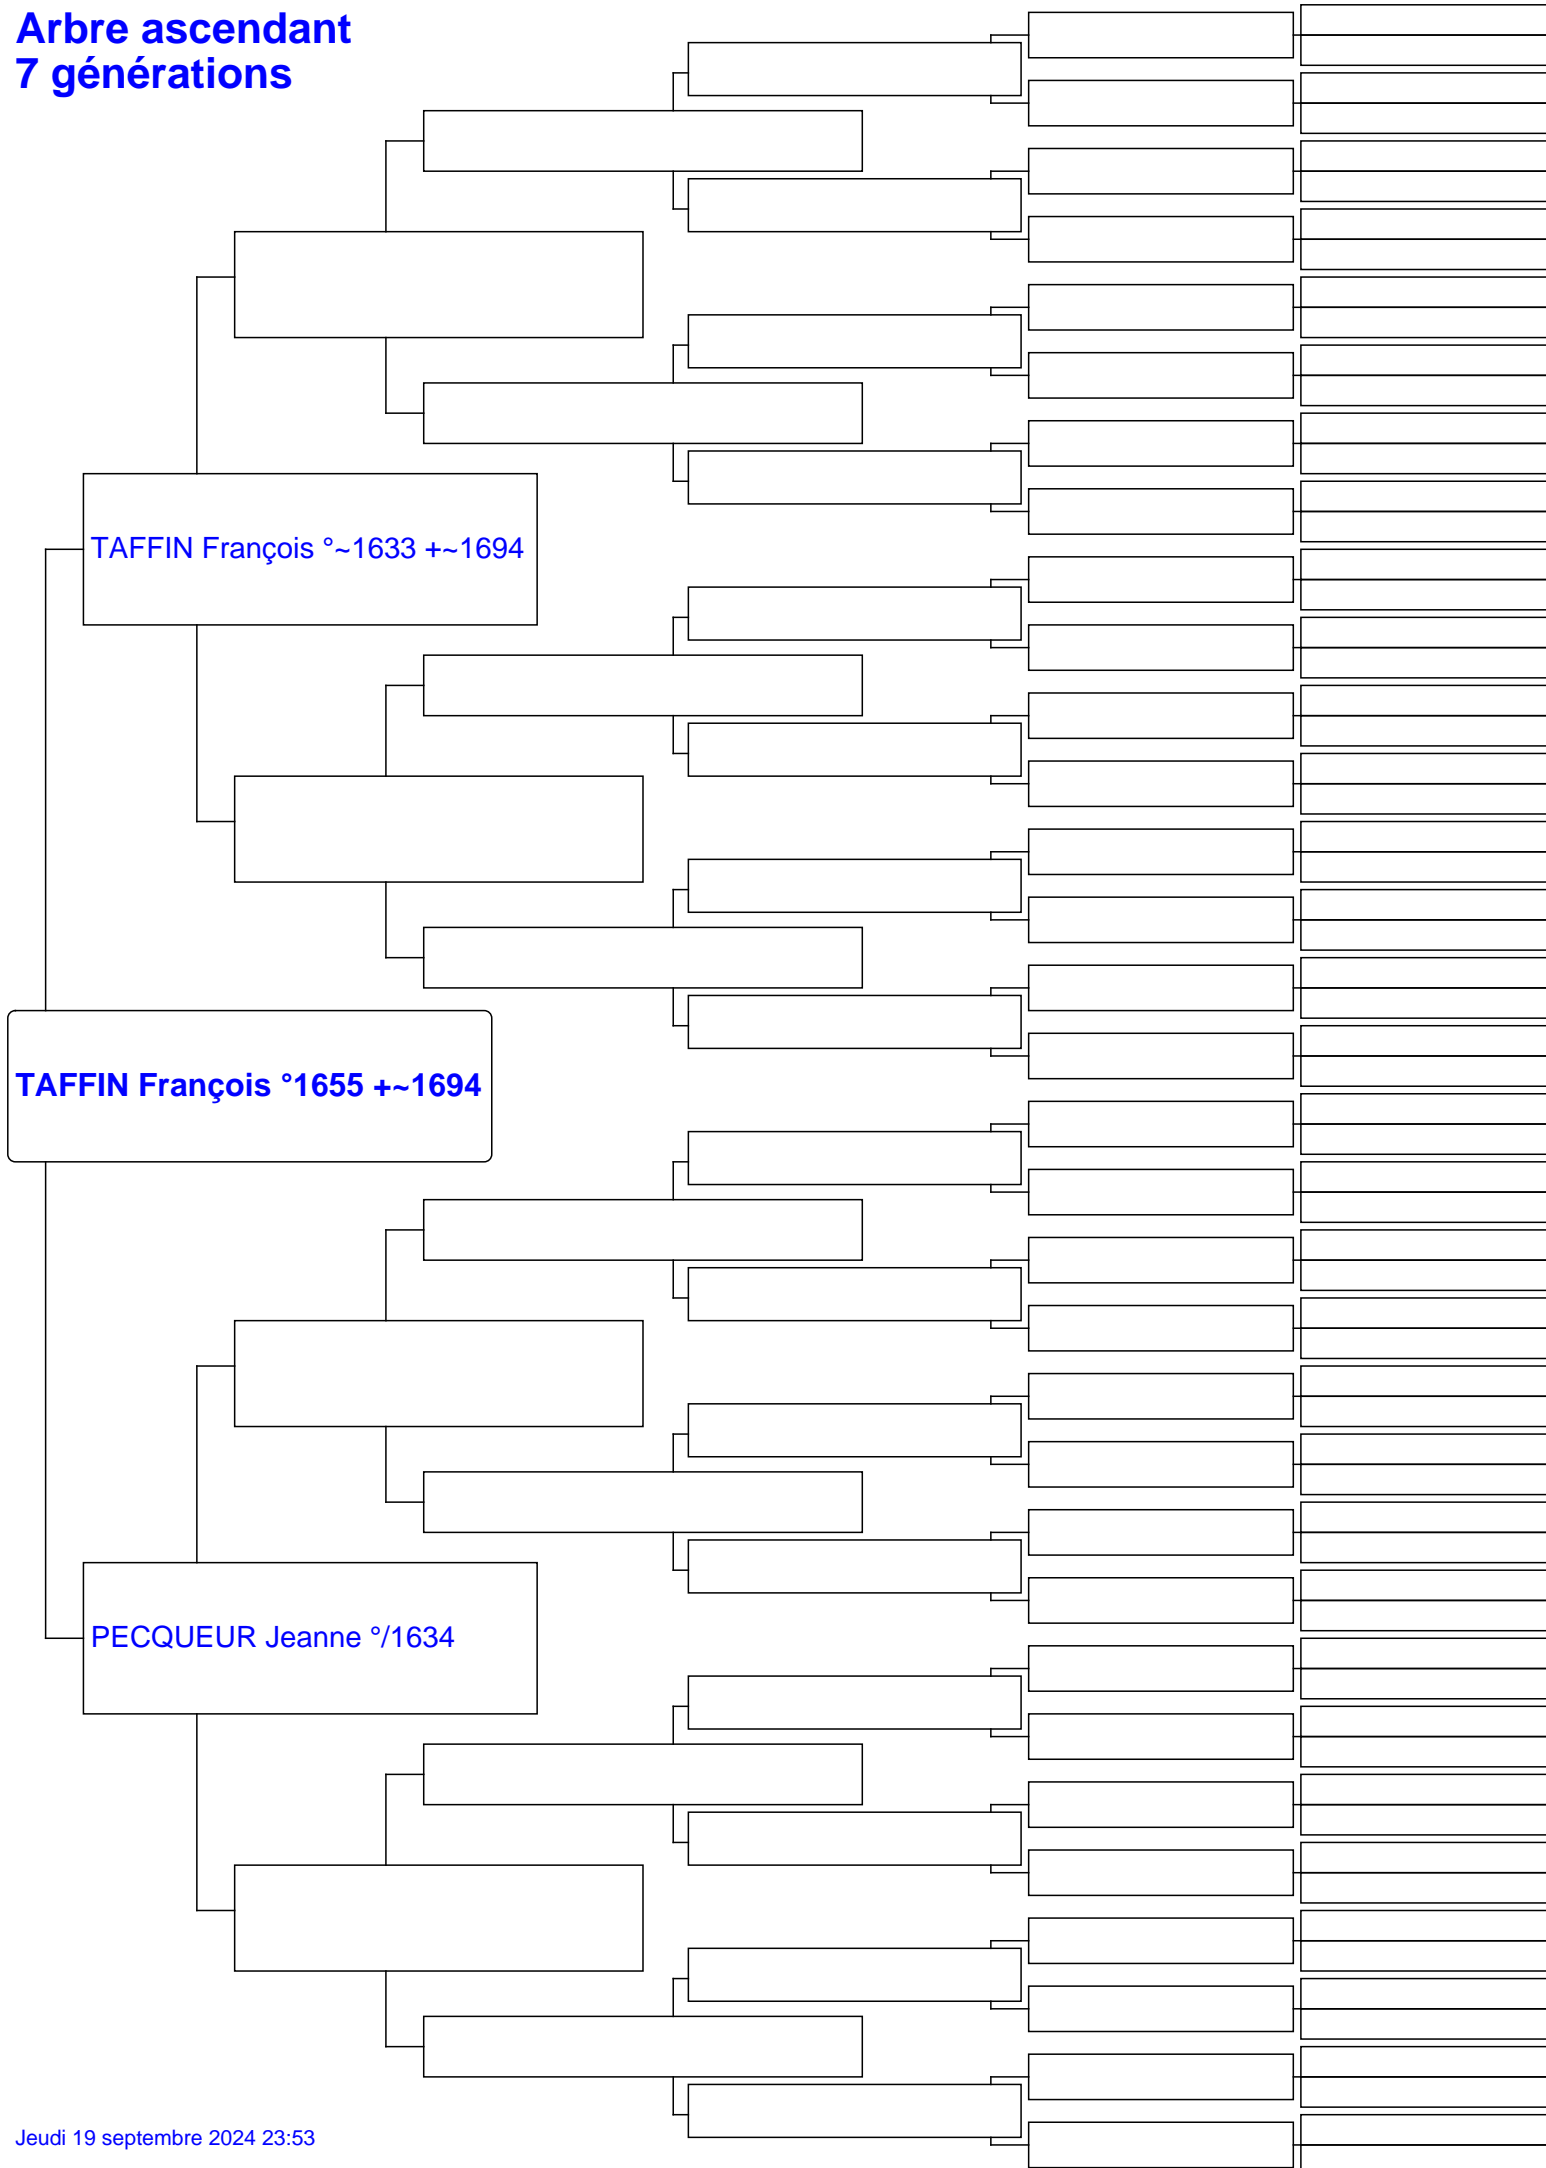 Arbre ascendant
7 générations
TAFFIN François °~1633 +~1694
TAFFIN François °1655 +~1694
PECQUEUR Jeanne °/1634
Jeudi 19 septembre 2024 23:53